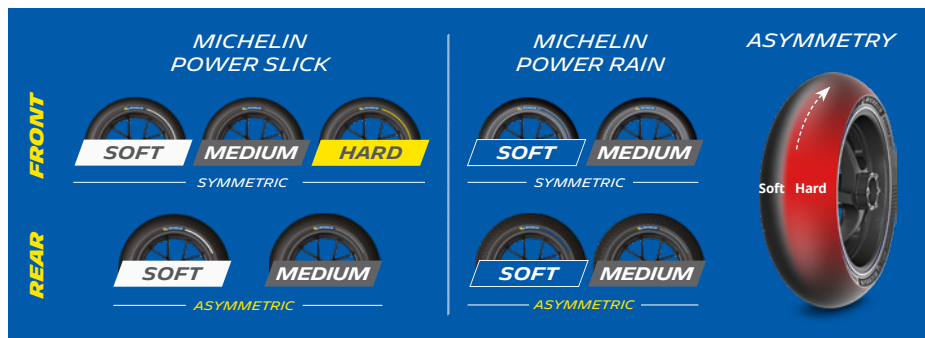 MICHELIN
POWER SLICK
MICHELIN
POWER RAIN
ASYMMETRY
FRONT
SOFT
MEDIUM
HARD
SYMMETRIC
SOFT
MEDIUM
SYMMETRIC
REAR
SOFT
MEDIUM
ASYMMETRIC
SOFT
MEDIUM
ASYMMETRIC
Soft Hard